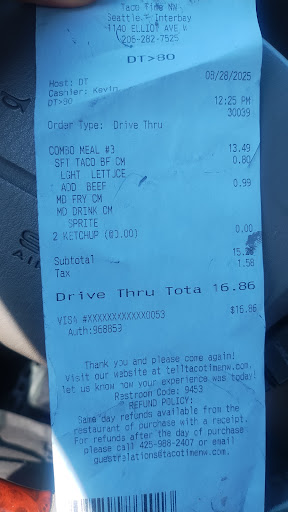 Taco Time NW
Seattle - Interbay
1140 ELLIOT AVE W
206-282-7525
DT>80
Host: DT
08/28/2025
Cashier: Kevin
DT>80
12:25 PM
30039
Order Type: Drive Thru
COMBO MEAL #3 13.49
SFT TACO BF CM 0.80
LGHT LETTUCE
ADD BEEF 0.99
MD FRY CM
MD DRINK CM
SPRITE
2 KETCHUP (@0.00) 0.00
Subtotal 15.28
Tax 1.58
Drive Thru Tota 16.86
VISA #XXXXXXXXXXXX0053 $16.86
Auth:968859
Thank you and please come again!
Visit our website at telltacotimenw.com.
let us know how your experience was today!
Restroom Code: 9453
REFUND POLICY:
Same day refunds available from the
restaurant of purchase with a receipt.
For refunds after the day of purchase
please call 425-988-2407 or email
guestrelations@tacotimenw.com.